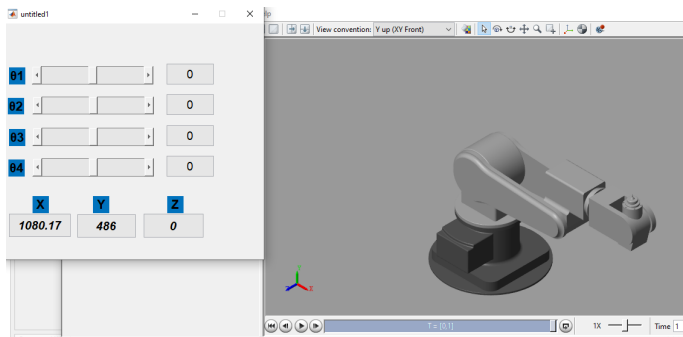 untitled1
lp
View convention: Y up (XY Front)
θ1
0
θ2
0
θ3
0
θ4
0
X Y Z
1080.17 486 0
Y
Z X
T = [0,1]
1X
Time 1